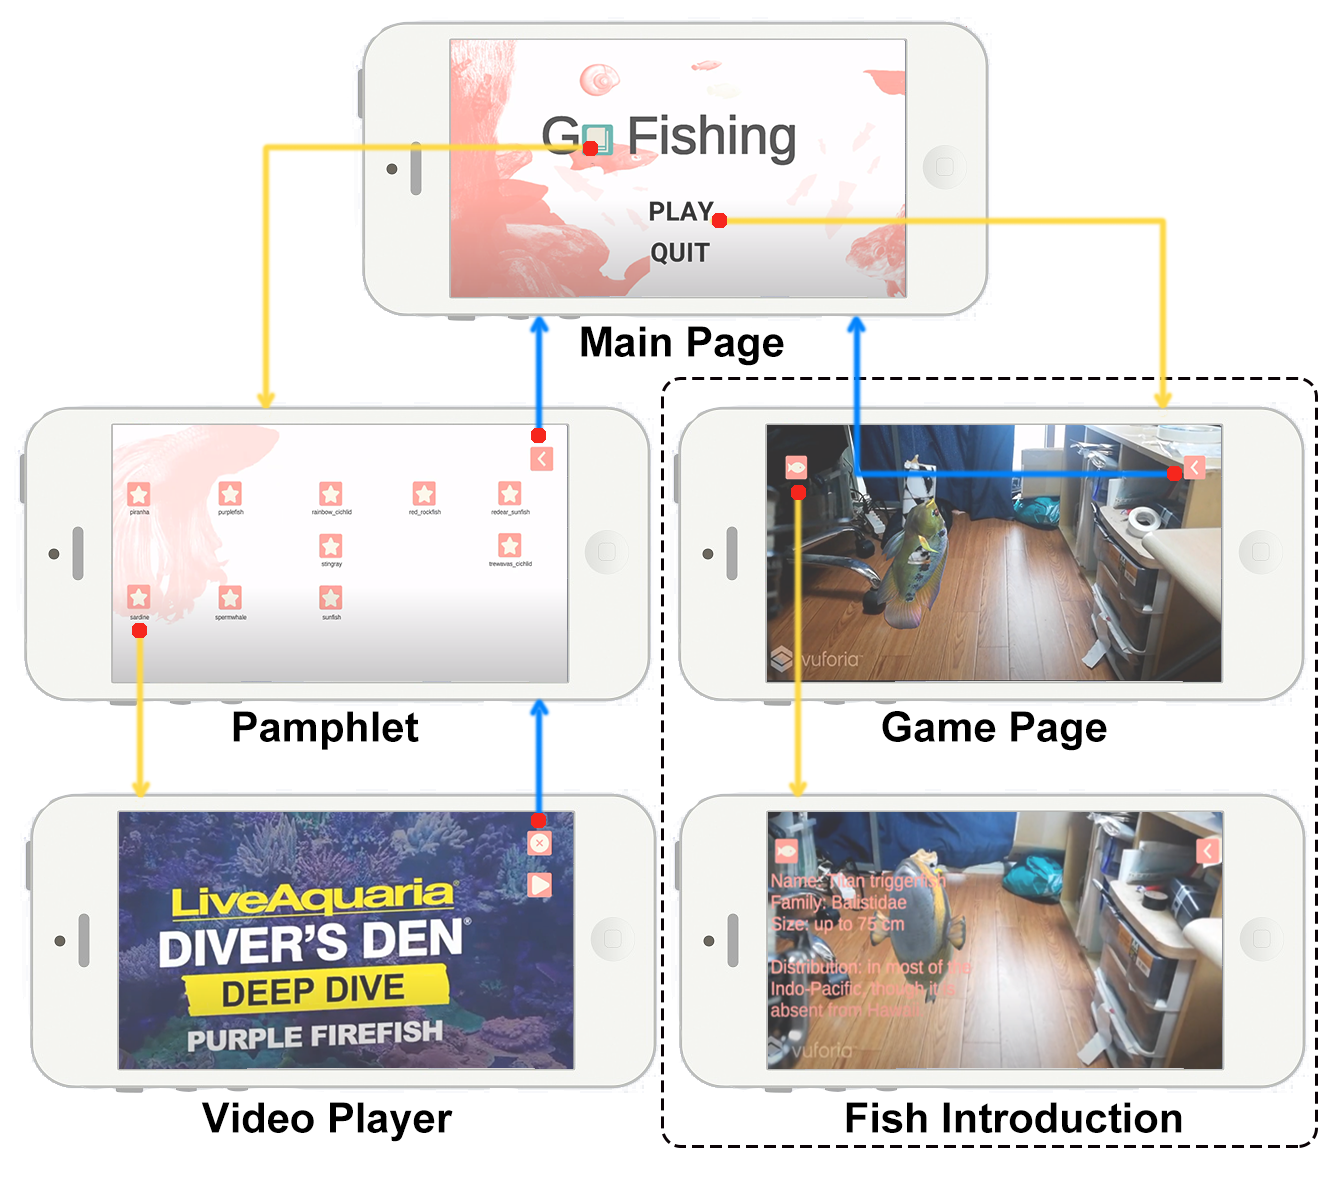 Go Fishing
PLAY
QUIT
Main Page
piranha
purplefish
rainbow_cichlid
red_rockfish
redear_sunfish
stingray
trewavas_cichlid
sardine
spermwhale
sunfish
Pamphlet
vuforia™
Game Page
LiveAquaria®
DIVER'S DEN®
DEEP DIVE
PURPLE FIREFISH
Video Player
Name: Titan triggerfish
Family: Balistidae
Size: up to 75 cm
Distribution: in most of the
Indo-Pacific, though it is
absent from Hawaii
vuforia
Fish Introduction